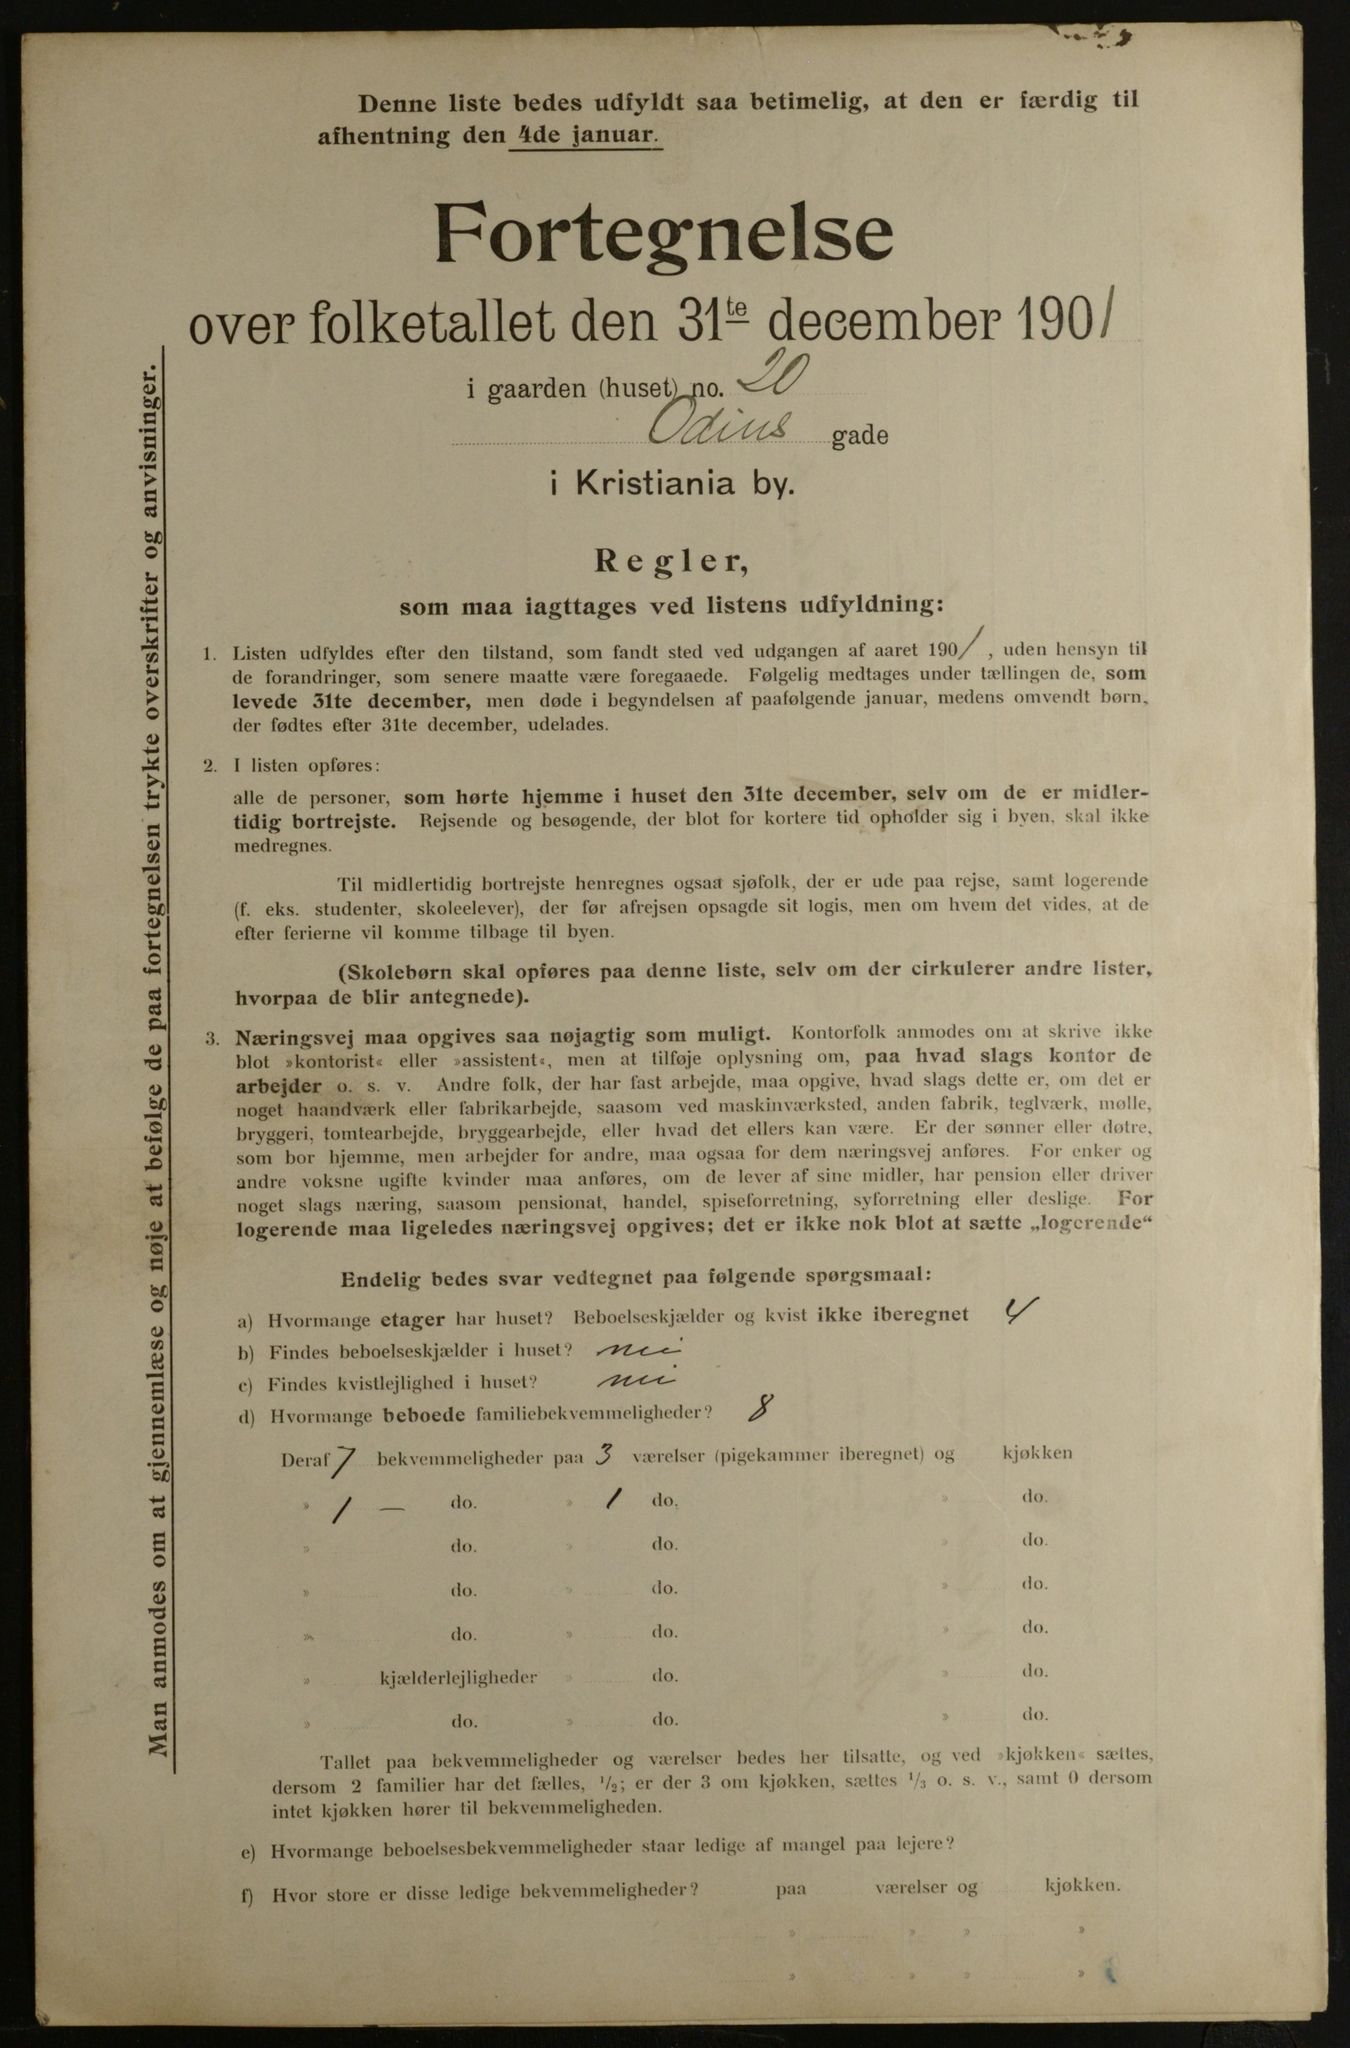 Denne liste bedes udfyldt saa betimelig, at den er færdig til
afhentning den 4de januar.
Fortegnelse
over folketallet den 31te december 1901
i gaarden (huset) no. 20
Odins gade
i Kristiania by.
Regler,
som maa iagttages ved listens udfyldning:
1. Listen udfyldes efter den tilstand, som fandt sted ved udgangen af aaret 1901, uden hensyn til
de forandringer, som senere maatte være foregaaede. Følgelig medtages under tællingen de, som
levede 31te december, men døde i begyndelsen af paafølgende januar, medens omvendt børn,
der fødtes efter 31te december, udelades.
2. I listen opføres:
alle de personer, som hørte hjemme i huset den 31te december, selv om de er midler-
tidig bortrejste. Rejsende og besøgende, der blot for kortere tid opholder sig i byen, skal ikke
medregnes.
Til midlertidig bortrejste henregnes ogsaa sjøfolk, der er ude paa rejse, samt logerende
(f. eks. studenter, skoleelever), der før afrejsen opsagde sit logis, men om hvem det vides, at de
efter ferierne vil komme tilbage til byen.
(Skolebørn skal opføres paa denne liste, selv om der cirkulerer andre lister,
hvorpaa de blir antegnede).
3. Næringsvej maa opgives saa nøjagtig som muligt. Kontorfolk anmodes om at skrive ikke
blot »kontorist« eller »assistent«, men at tilføje oplysning om, paa hvad slags kontor de
arbejder o. s. v. Andre folk, der har fast arbejde, maa opgive, hvad slags dette er, om det er
noget haandværk eller fabrikarbejde, saasom ved maskinværksted, anden fabrik, teglværk, mølle,
bryggeri, tomtearbejde, bryggearbejde, eller hvad det ellers kan være. Er der sønner eller døtre,
som bor hjemme, men arbejder for andre, maa ogsaa for dem næringsvej anføres. For enker og
andre voksne ugifte kvinder maa anføres, om de lever af sine midler, har pension eller driver
noget slags næring, saasom pensionat, handel, spiseforretning, syforretning eller deslige. For
logerende maa ligeledes næringsvej opgives; det er ikke nok blot at sætte „logerende“
Endelig bedes svar vedtegnet paa følgende spørgsmaal:
a) Hvormange etager har huset? Beboelseskjælder og kvist ikke iberegnet 4
b) Findes beboelseskjælder i huset? nei
c) Findes kvistlejlighed i huset? nei
d) Hvormange beboede familiebekvemmeligheder? 8
Deraf 7 bekvemmeligheder paa 3 værelser (pigekammer iberegnet) og kjøkken
» 1 — do. » 1 do. » do.
» do. » do. » do.
» do. » do. » do.
» do. » do. » do.
» kjælderlejligheder » do. » do.
» do. » do. » do.
Tallet paa bekvemmeligheder og værelser bedes her tilsatte, og ved »kjøkken« sættes,
dersom 2 familier har det fælles, 1/2; er der 3 om kjøkken, sættes 1/3 o. s. v., samt 0 dersom
intet kjøkken hører til bekvemmeligheden.
e) Hvormange beboelsesbekvemmeligheder staar ledige af mangel paa lejere?
f) Hvor store er disse ledige bekvemmeligheder? paa værelser og kjøkken.
» » » »
» » » »
Man anmodes om at gjennemlæse og nøje at befølge de paa fortegnelsen trykte overskrifter og anvisninger.